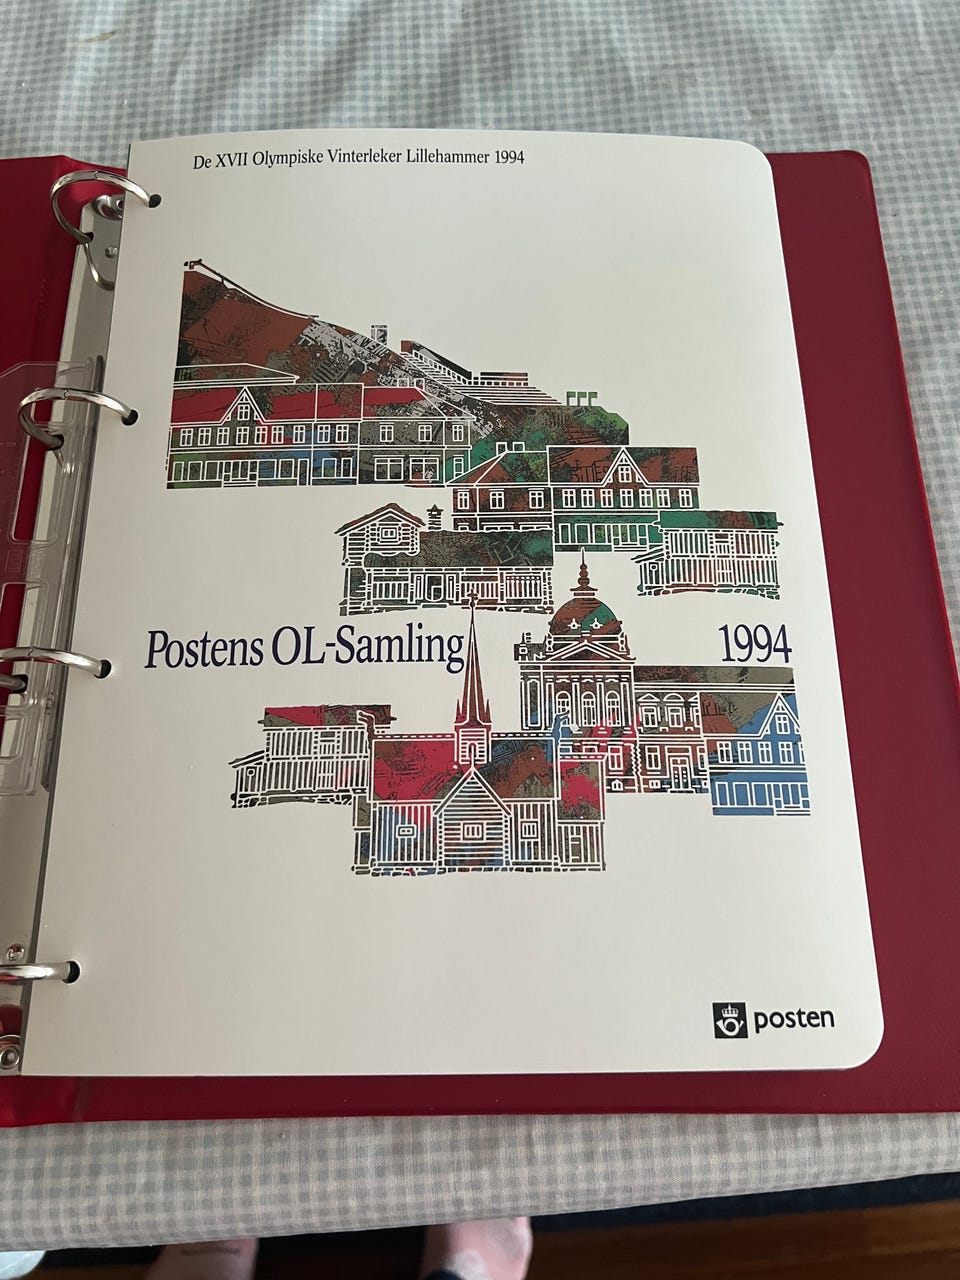 De XVII Olympiske Vinterleker Lillehammer 1994
Postens OL-Samling 1994
posten